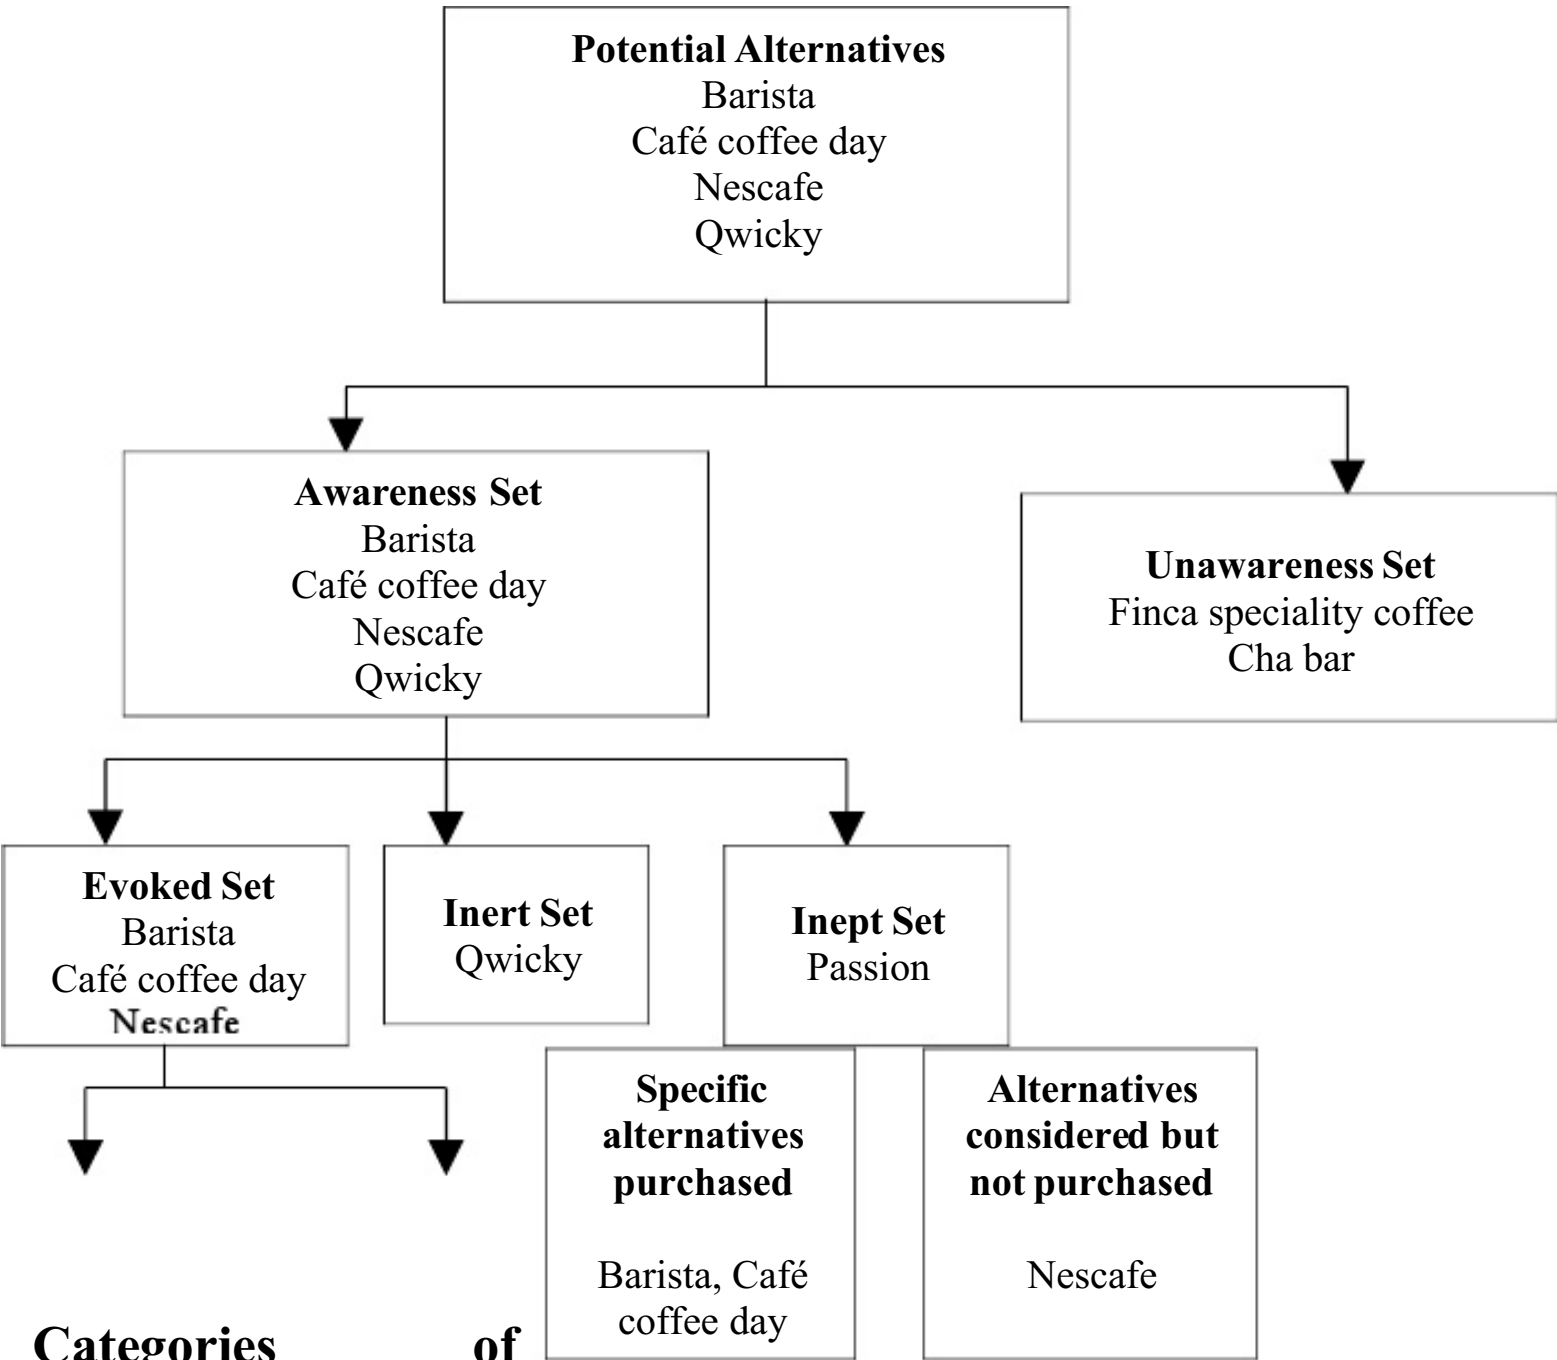 Potential Alternatives
Barista
Café coffee day
Nescafe
Qwicky
Awareness Set
Barista
Café coffee day
Nescafe
Qwicky
Unawareness Set
Finca speciality coffee
Cha bar
Evoked Set
Barista
Café coffee day
Nescafe
Inert Set
Qwicky
Inept Set
Passion
Specific
alternatives
purchased
Barista, Café
coffee day
Alternatives
considered but
not purchased
Nescafe
Categories of